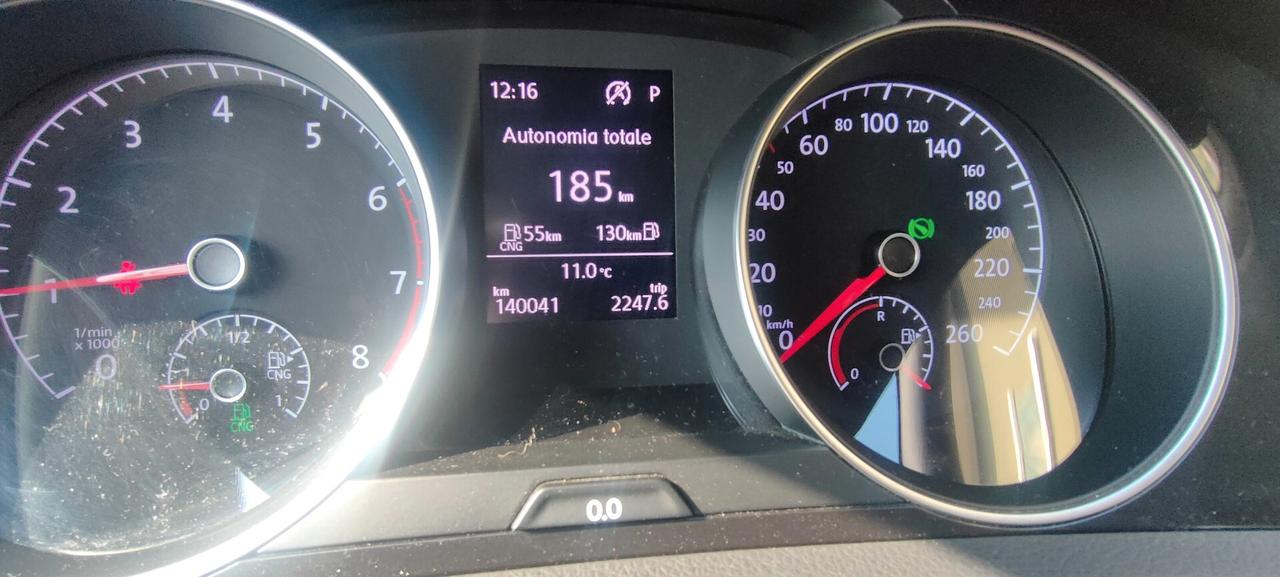 4
3
5
2
6
1
7
1/min
x 1000
0
8
1/2
CNG
0
1
CNG
12:16 P
Autonomia totale
185 km
CNG 55km 130km
11.0 °C
km trip
140041 2247.6
0.0
80 100 120
60 140
50 160
40 180
30 200
20 220
10 240
km/h
0 260
R
0